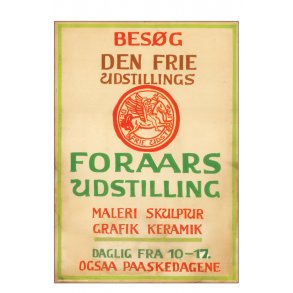 BESØG
DEN FRIE
UDSTILLINGS
FORAARS
UDSTILLING
MALERI SKULPTUR
GRAFIK KERAMIK
DAGLIG FRA 10-17.
OGSAA PAASKEDAGENE